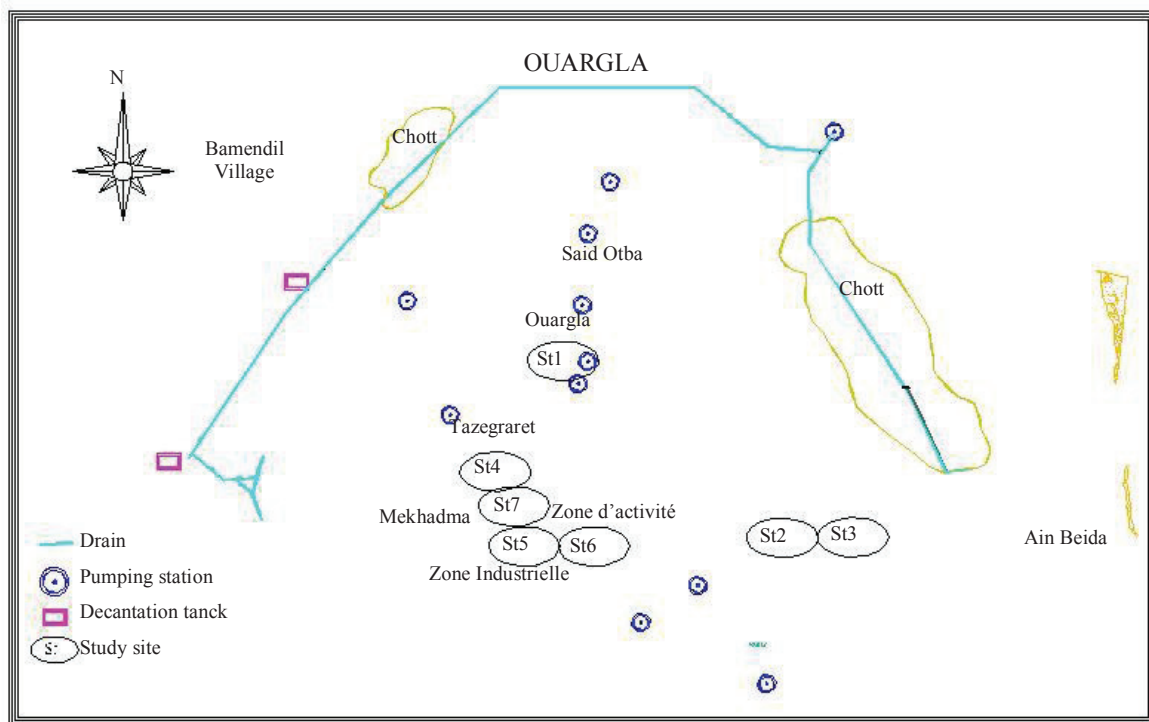 OUARGLA
N
Chott
Bamendil
Village
Said Otba
Chott
Ouargla
St1
Tazegraret
St4
St7
Mekhadma
Zone d'activité
St2
St3
St5
St6
Ain Beida
Zone Industrielle
Drain
Pumping station
Decantation tanck
Study site